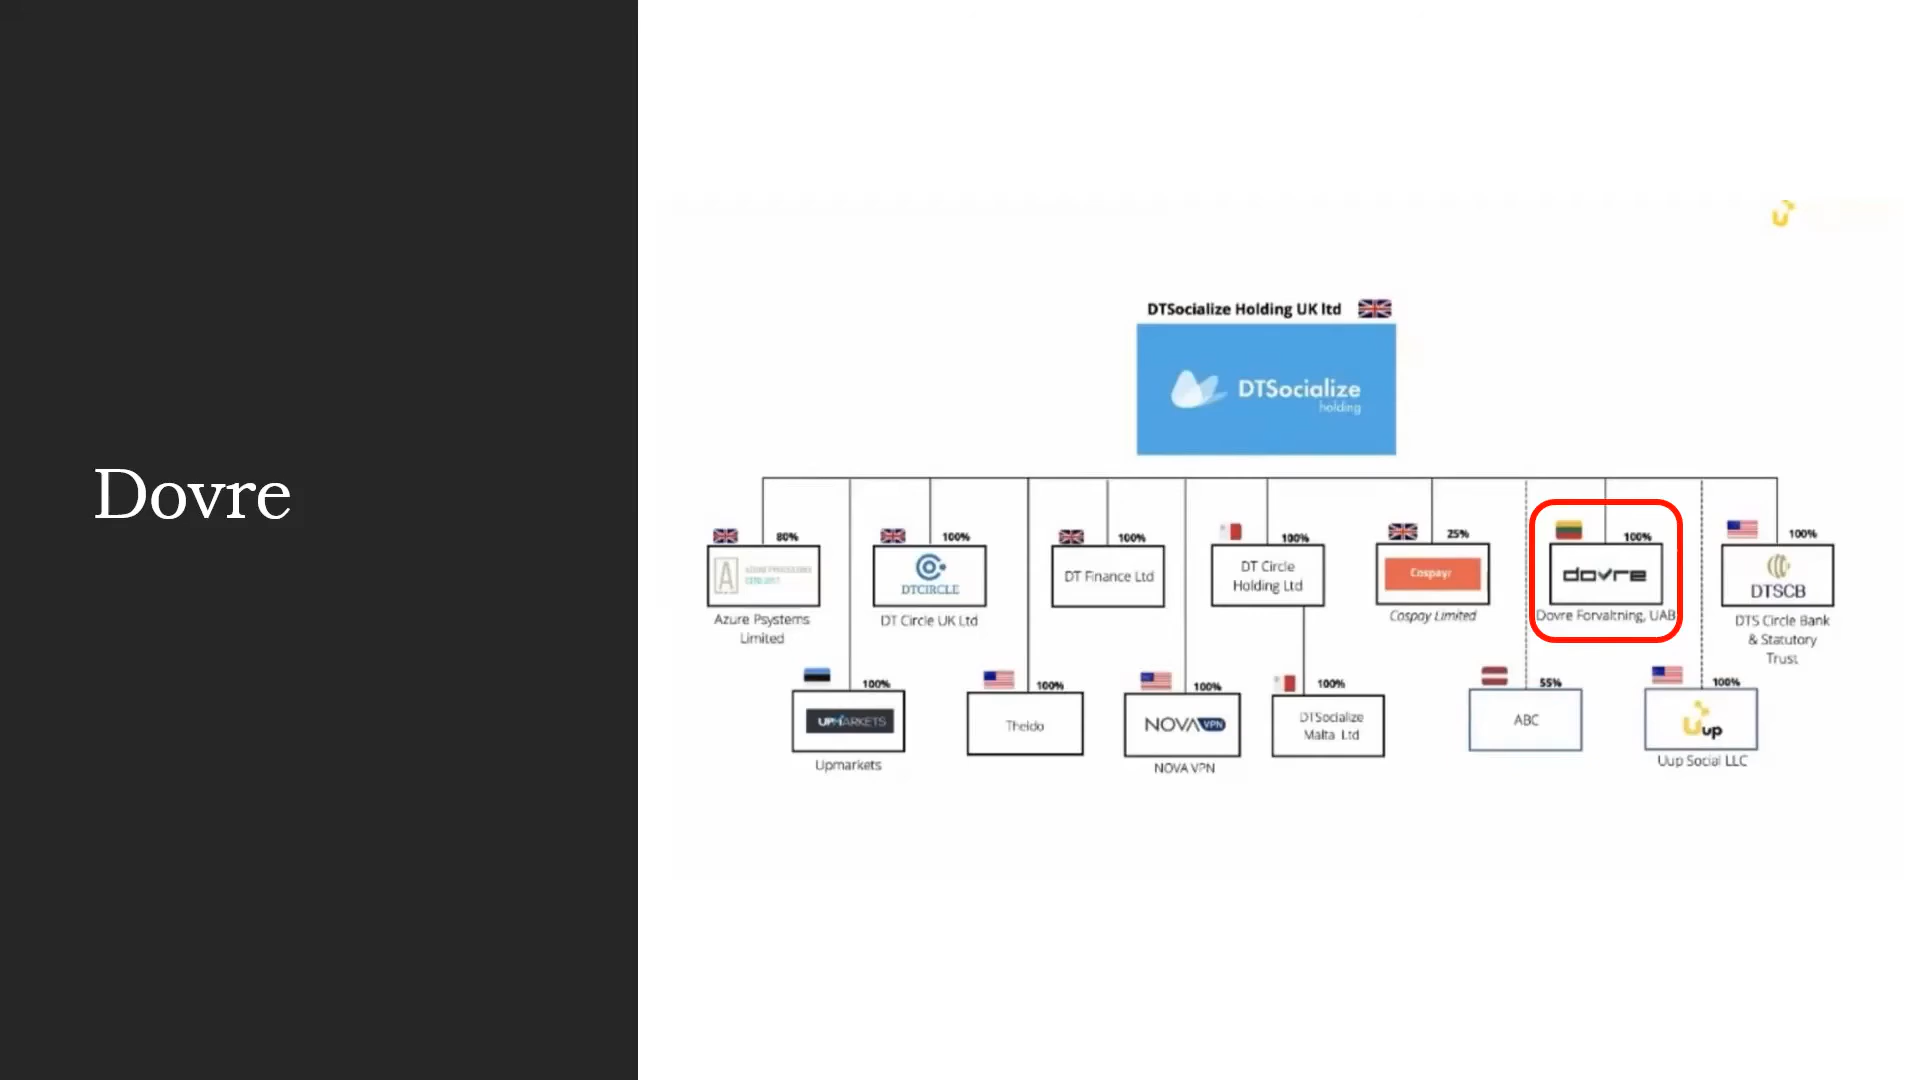 Dovre
DTSocialize Holding UK ltd
DTSocialize
holding
80%
100%
100%
100%
25%
100%
100%
A
DTCIRCLE
DT Finance Ltd
DT Circle
Holding Ltd
Cospayr
dovre
DTSCB
Azure Psystems
Limited
DT Circle UK Ltd
Cospay Limited
Dovre Forvaltning, UAB
DTS Circle Bank
& Statutory
Trust
100%
100%
100%
100%
55%
100%
UPMARKETS
Theido
NOVA VPN
DTSocialize
Malta Ltd
ABC
Uup
Upmarkets
NOVA VPN
Uup Social LLC